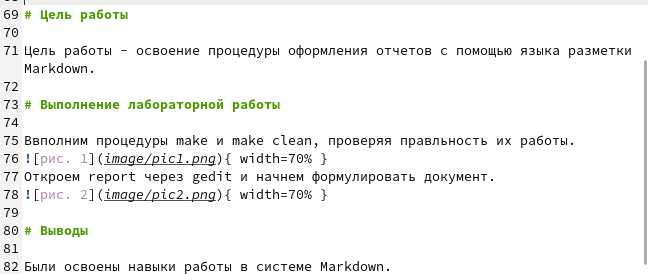 69 # Цель работы
70
71 Цель работы - освоение процедуры оформления отчетов с помощью языка разметки
Markdown.
72
73 # Выполнение лабораторной работы
74
75 Ввполним процедуры make и make clean, проверяя правльность их работы.
76 ![рис. 1](image/pic1.png){ width=70% }
77 Откроем report через gedit и начнем формулировать документ.
78 ![рис. 2](image/pic2.png){ width=70% }
79
80 # Выводы
81
82 Были освоены навыки работы в системе Markdown.